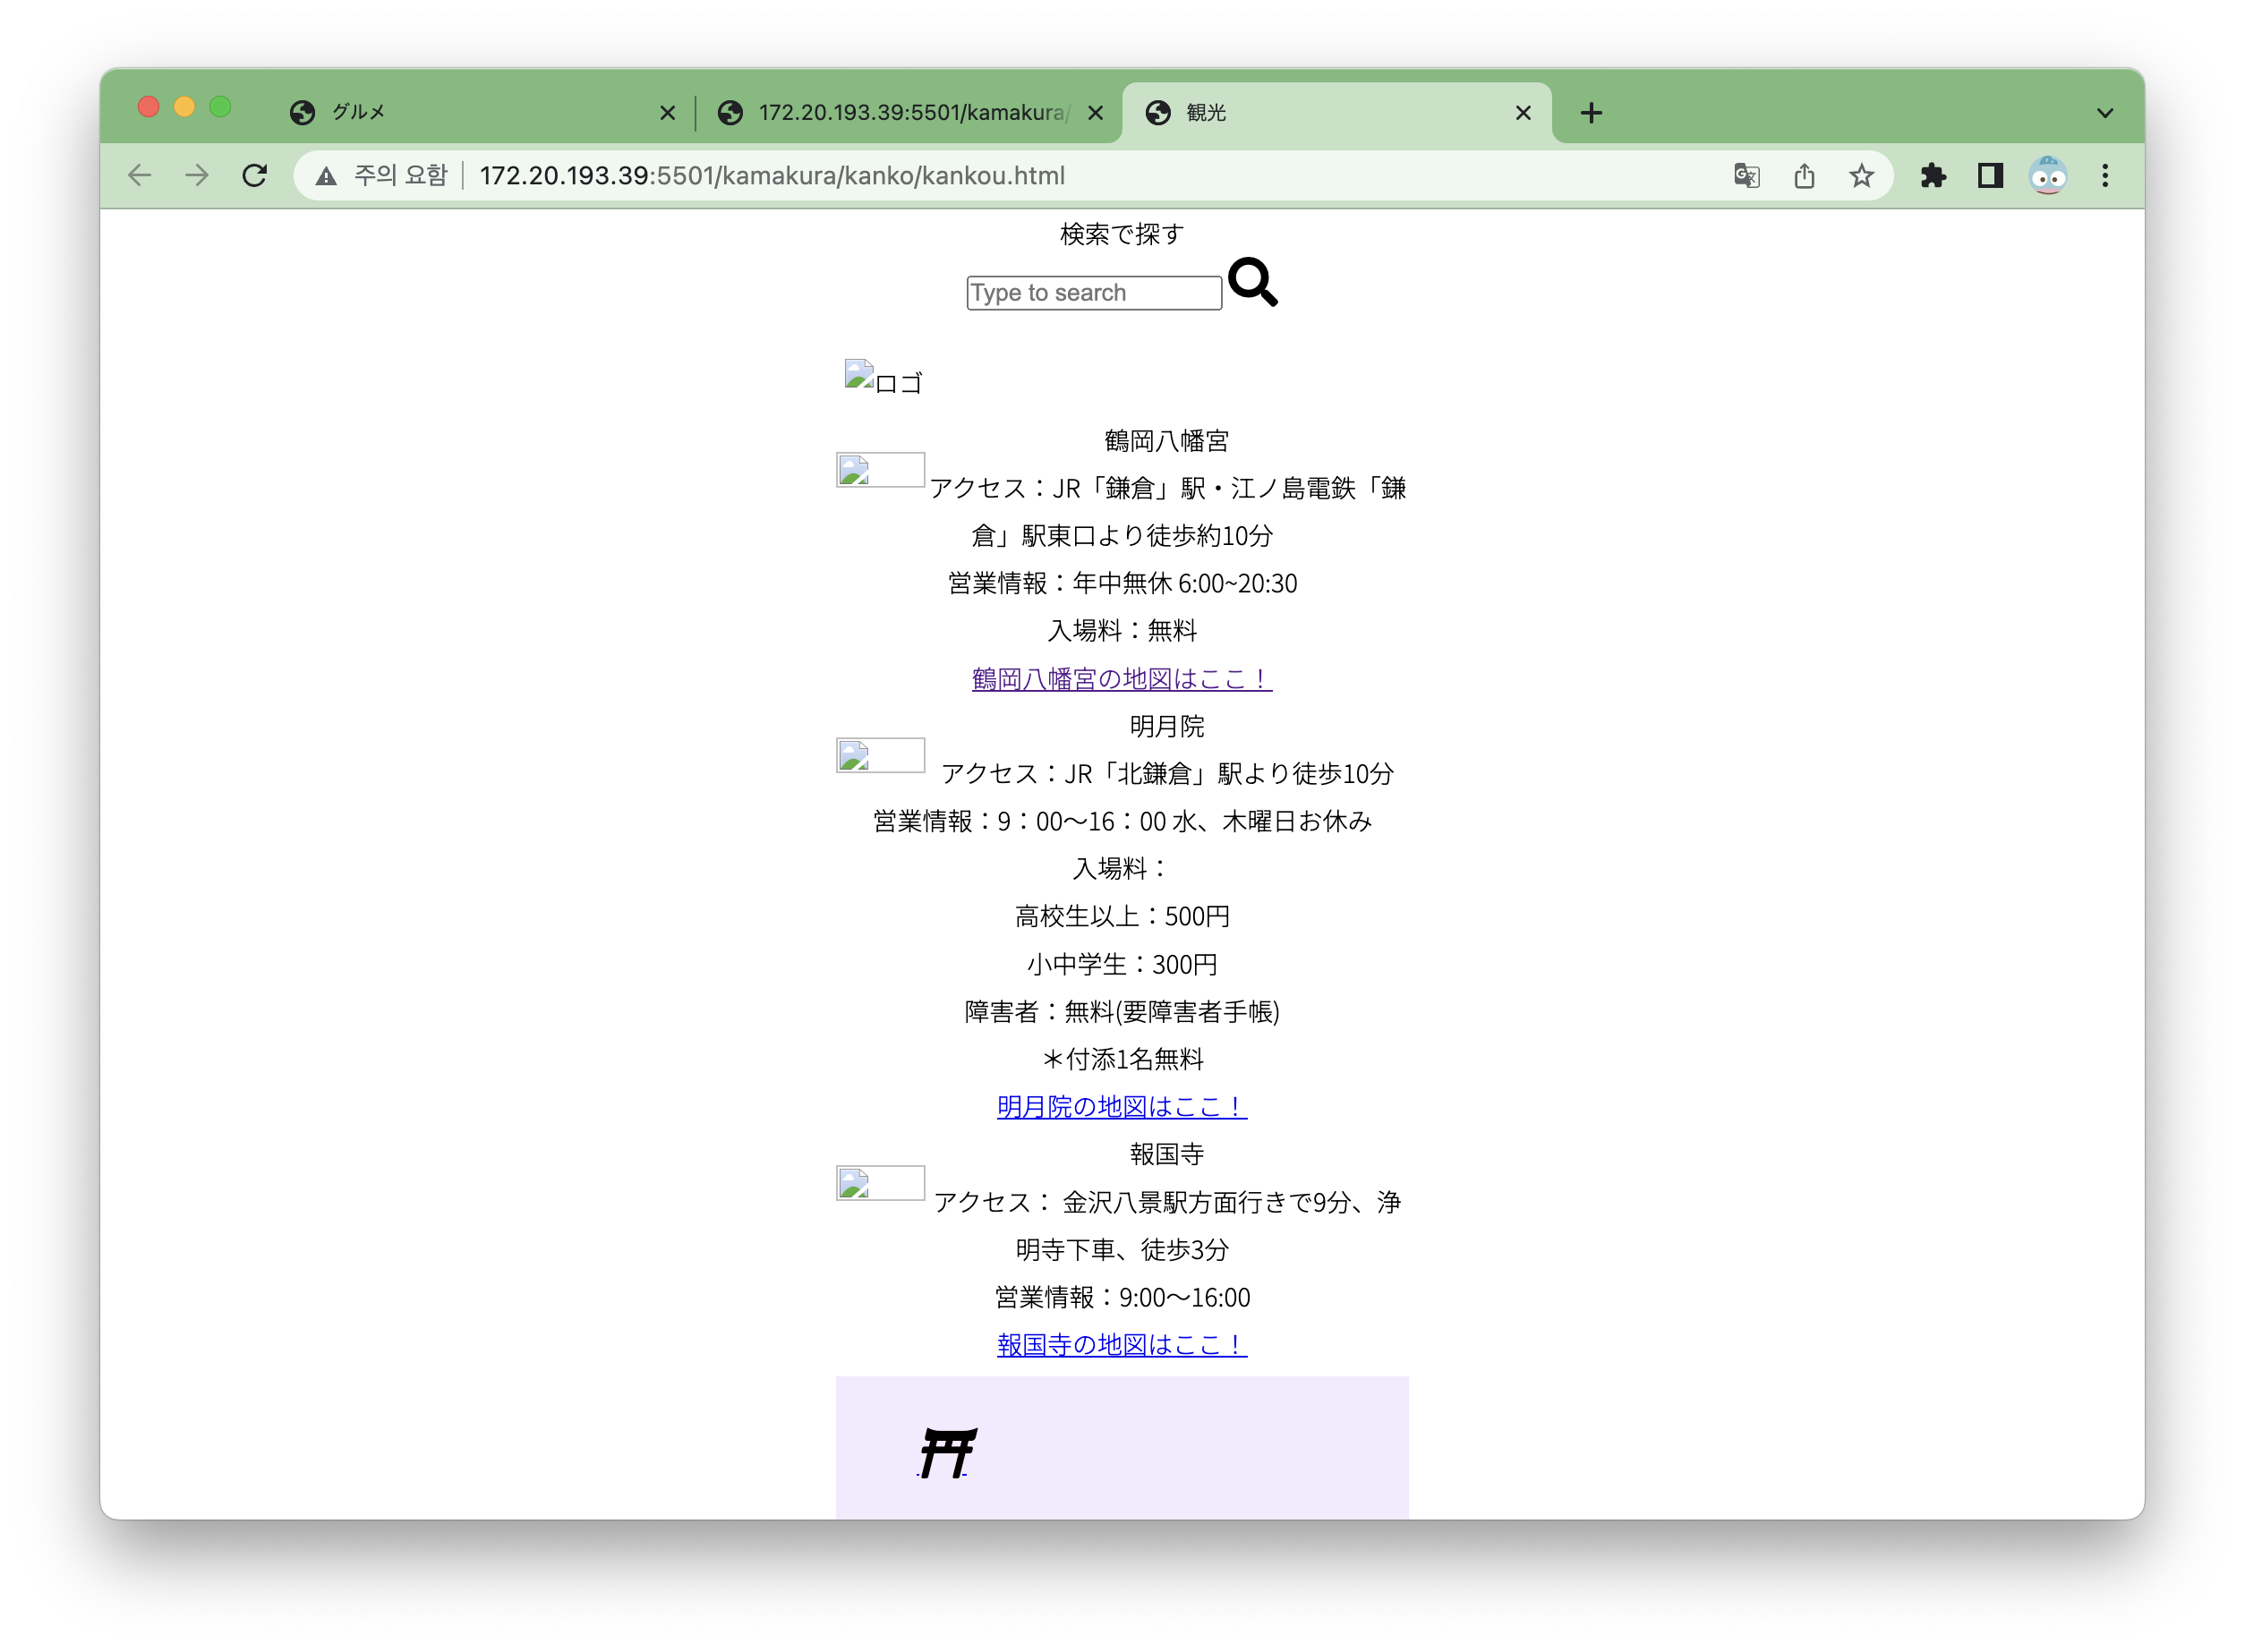 グルメ
172.20.193.39:5501/kamakura/
観光
주의 요함
172.20.193.39:5501/kamakura/kanko/kankou.html
検索で探す
Type to search
ロゴ
鶴岡八幡宮
アクセス：JR「鎌倉」駅・江ノ島電鉄「鎌
倉」駅東口より徒歩約10分
営業情報：年中無休 6:00~20:30
入場料：無料
鶴岡八幡宮の地図はここ！
明月院
アクセス：JR「北鎌倉」駅より徒歩10分
営業情報：9：00〜16：00 水、木曜日お休み
入場料：
高校生以上：500円
小中学生：300円
障害者：無料(要障害者手帳)
＊付添1名無料
明月院の地図はここ！
報国寺
アクセス： 金沢八景駅方面行きで9分、浄
明寺下車、徒歩3分
営業情報：9:00〜16:00
報国寺の地図はここ！